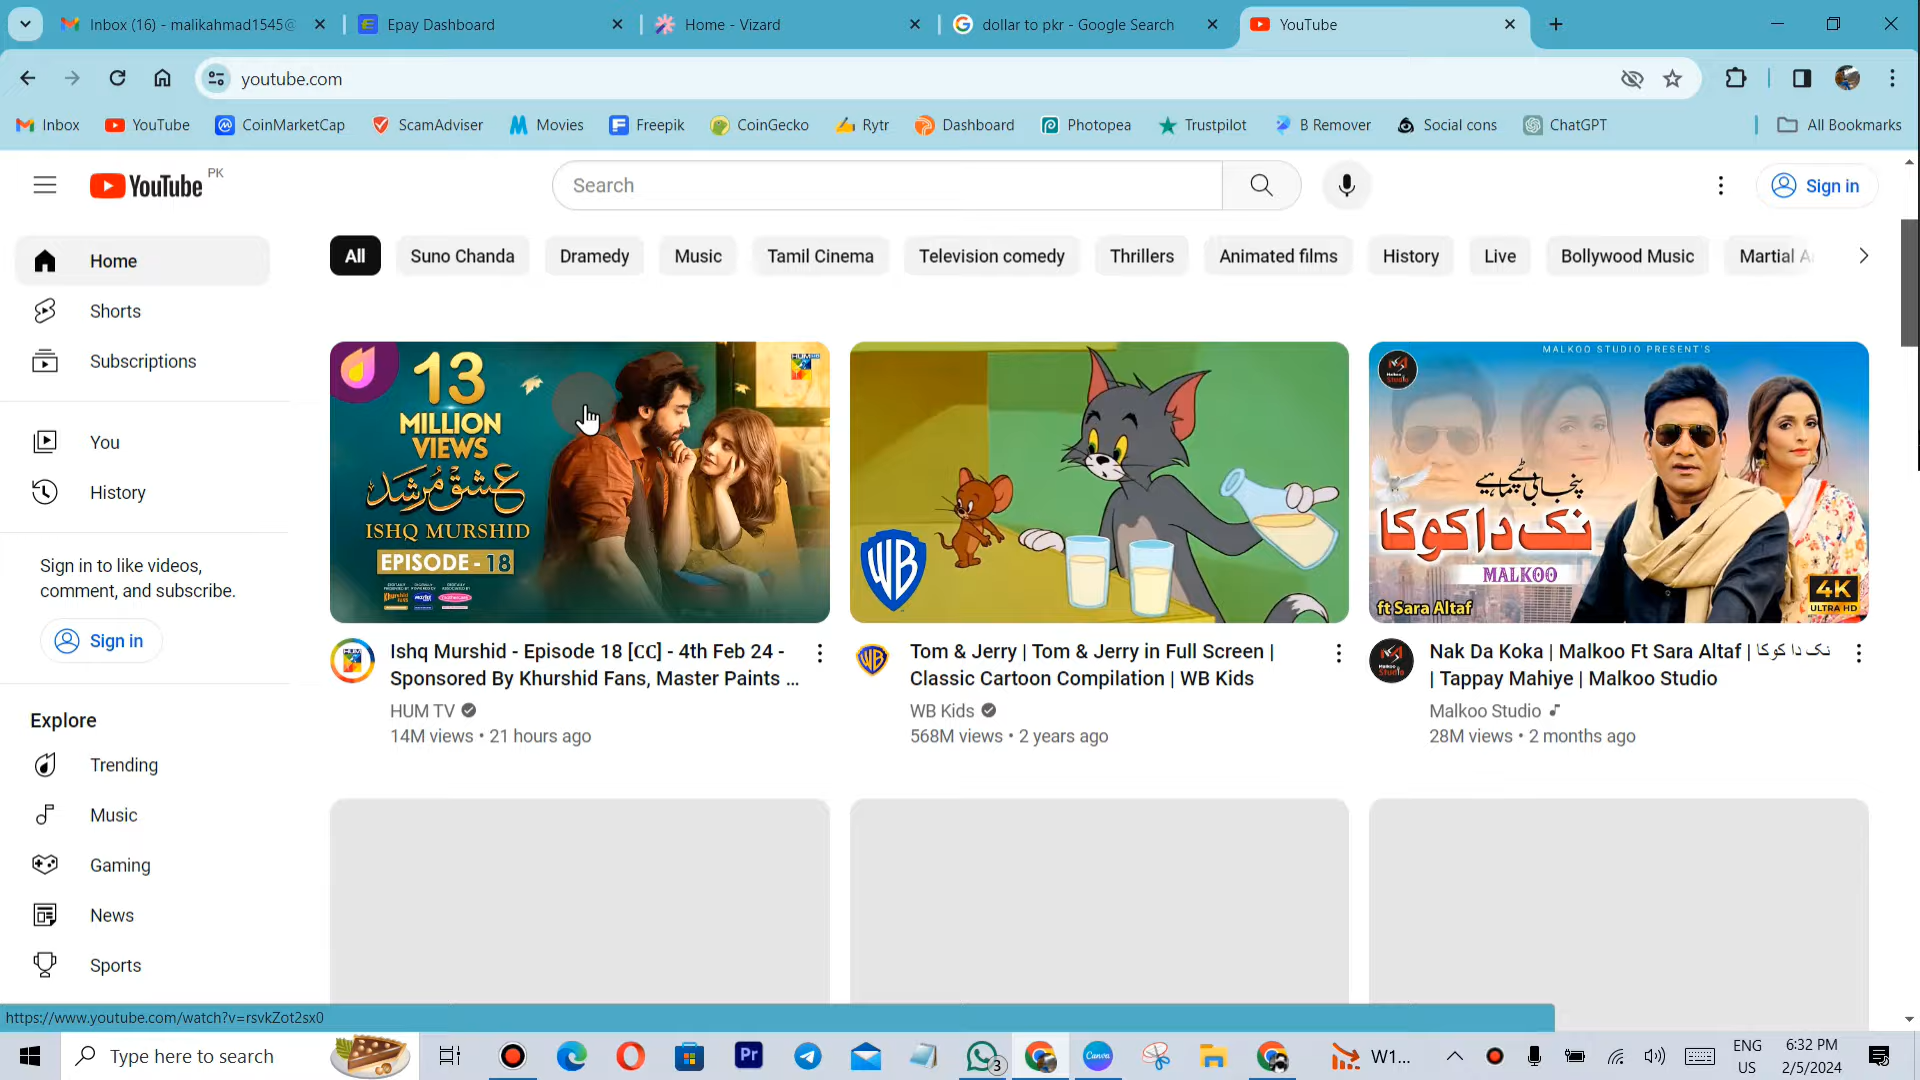 Inbox (16) - malikahmad1545@
Epay Dashboard
Home - Vizard
dollar to pkr - Google Search
YouTube
youtube.com
Inbox
YouTube
CoinMarketCap
ScamAdviser
Movies
Freepik
CoinGecko
Rytr
Dashboard
Photopea
Trustpilot
B Remover
Social cons
ChatGPT
All Bookmarks
YouTube PK
Search
Sign in
Home
Shorts
Subscriptions
You
History
Sign in to like videos,
comment, and subscribe.
Sign in
Explore
Trending
Music
Gaming
News
Sports
All
Suno Chanda
Dramedy
Music
Tamil Cinema
Television comedy
Thrillers
Animated films
History
Live
Bollywood Music
Martial A
13
MILLION
VIEWS
عشق مُرشد
ISHQ MURSHID
EPISODE - 18
HUM
Ishq Murshid - Episode 18 [CC] - 4th Feb 24 -
Sponsored By Khurshid Fans, Master Paints ...
HUM TV
14M views • 21 hours ago
WB
Tom & Jerry | Tom & Jerry in Full Screen |
Classic Cartoon Compilation | WB Kids
WB Kids
568M views • 2 years ago
MALKOO STUDIO PRESENT'S
پنجابی ٹپے ماہیے
نک دا کوکا
MALKOO
ft Sara Altaf
4K
ULTRA HD
Nak Da Koka | Malkoo Ft Sara Altaf | نک دا کوکا
| Tappay Mahiye | Malkoo Studio
Malkoo Studio
28M views • 2 months ago
https://www.youtube.com/watch?v=rsvkZot2sx0
Type here to search
Pr
3
Canva
W1...
ENG
US
6:32 PM
2/5/2024